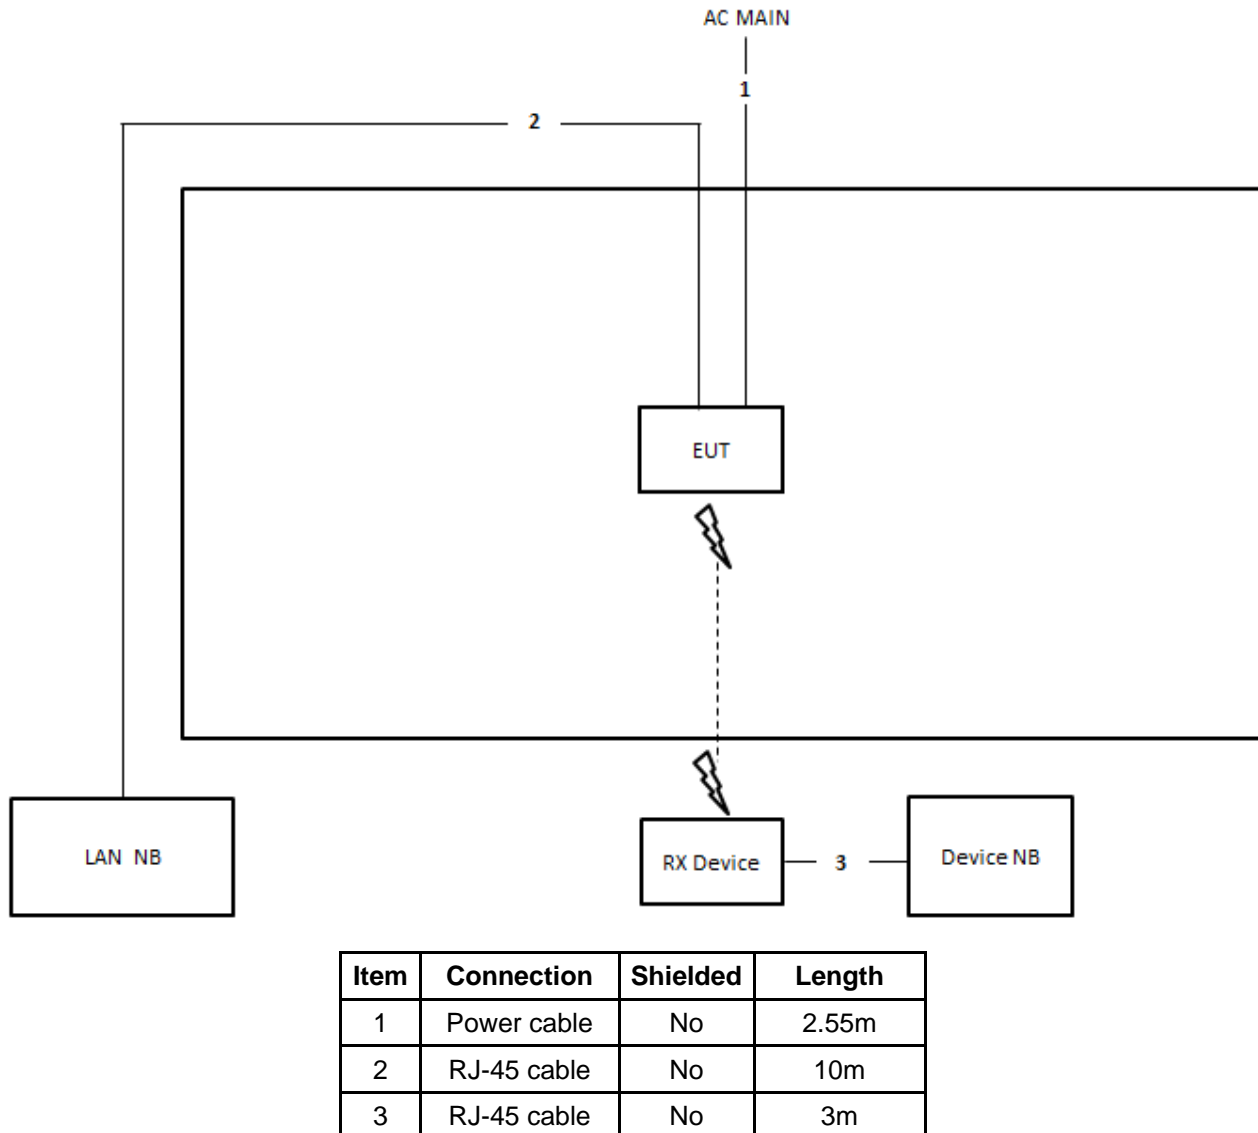 AC MAIN
1
2
EUT
LAN NB
RX Device
3
Device NB
Item Connection Shielded Length
1 Power cable No 2.55m
2 RJ-45 cable No 10m
3 RJ-45 cable No 3m